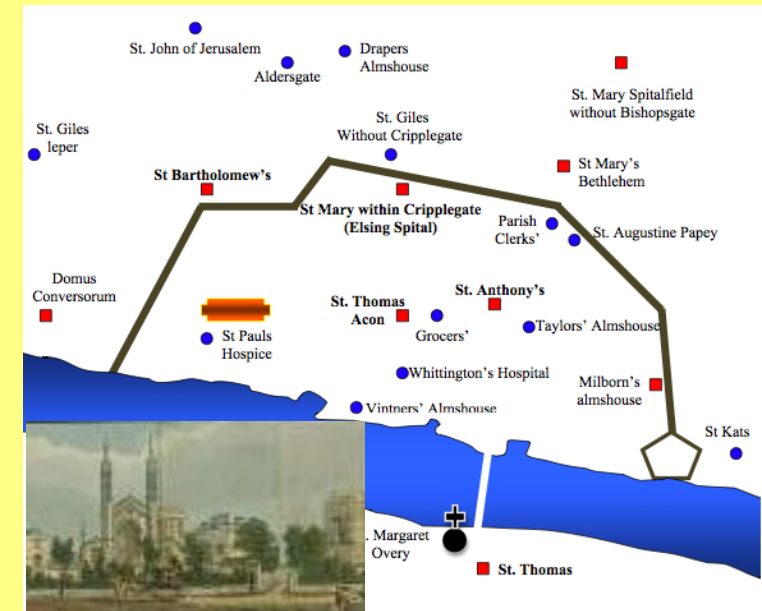 St. John of Jerusalem
Aldersgate
Drapers
Almshouse
St. Mary Spitalfield
without Bishopsgate
St. Giles
leper
St. Giles
Without Cripplegate
St Bartholomew's
St Mary's
Bethlehem
St Mary within Cripplegate
(Elsing Spital)
Parish
Clerks'
St. Augustine Papey
Domus
Conversorum
St. Thomas
Acon
St. Anthony's
Grocers'
Taylors' Almshouse
St Pauls
Hospice
Whittington's Hospital
Milborn's
almshouse
Vintners' Almshouse
St Kats
. Margaret
Overy
St. Thomas